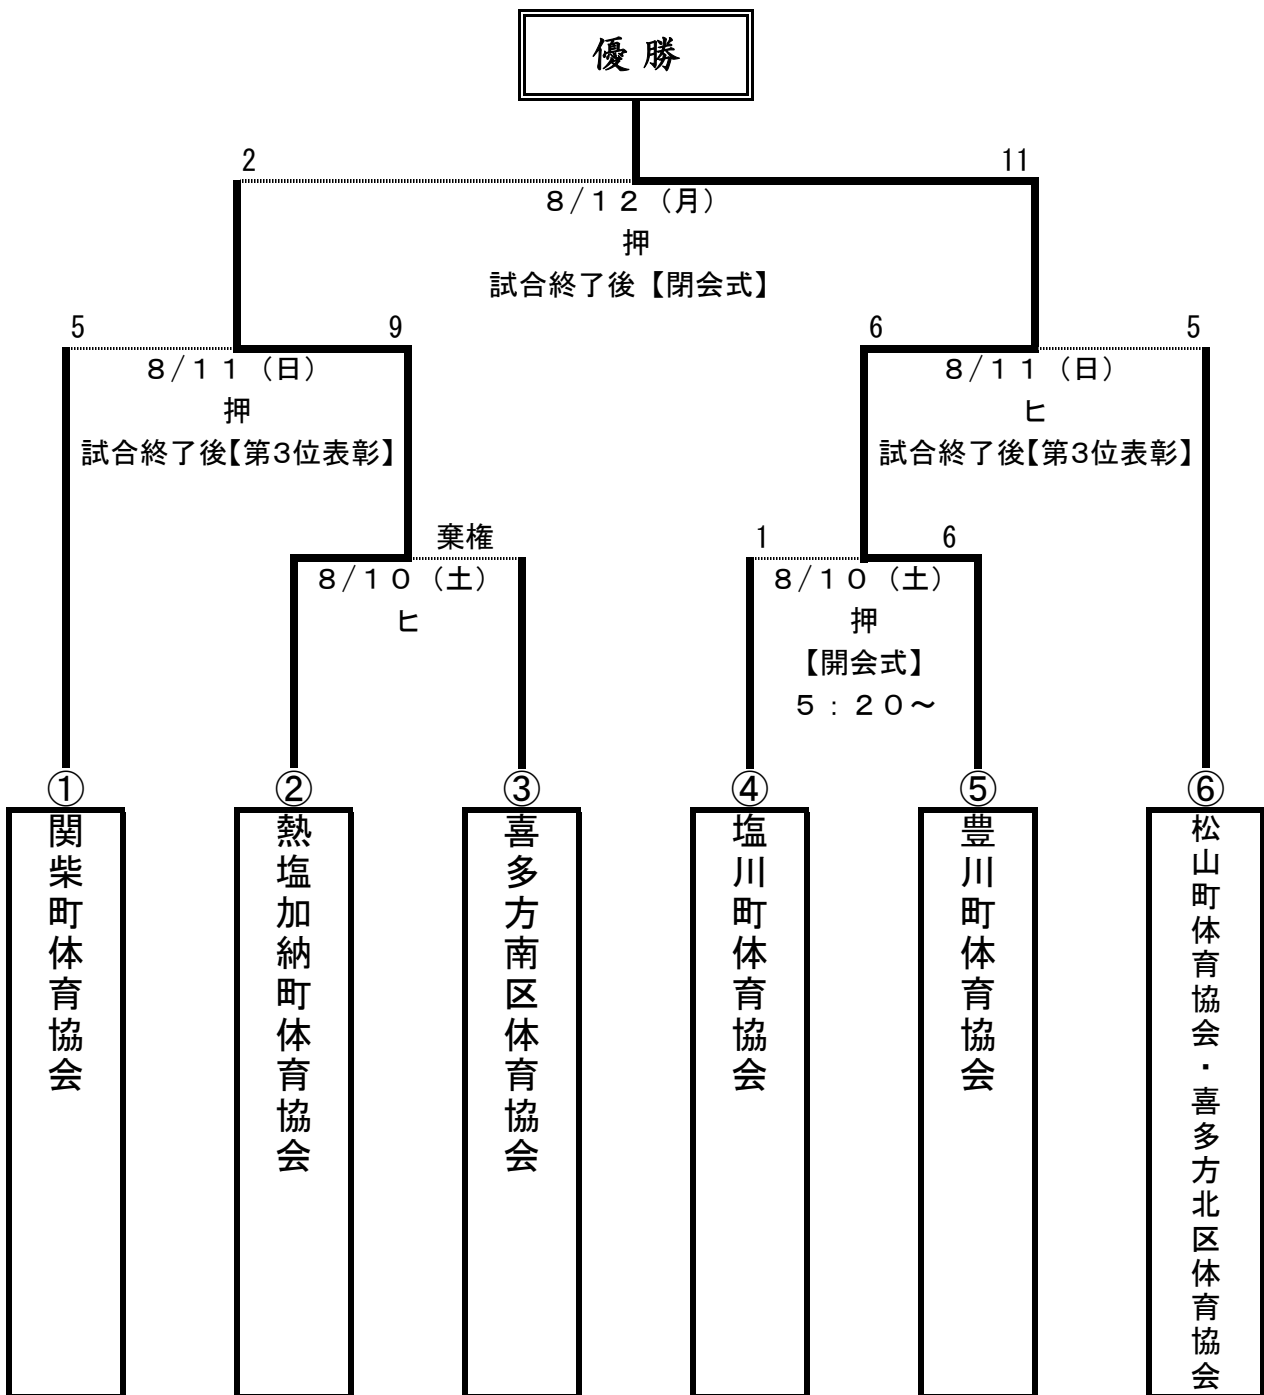 優勝
2
11
8/12（月）
押
試合終了後【閉会式】
5
9
6
5
8/11（日）
押
試合終了後【第3位表彰】
8/11（日）
ヒ
試合終了後【第3位表彰】
棄権
8/10（土）
ヒ
1
6
8/10（土）
押
【開会式】
5：20～
①
②
③
④
⑤
⑥
関柴町体育協会
熱塩加納町体育協会
喜多方南区体育協会
塩川町体育協会
豊川町体育協会
松山町体育協会・喜多方北区体育協会